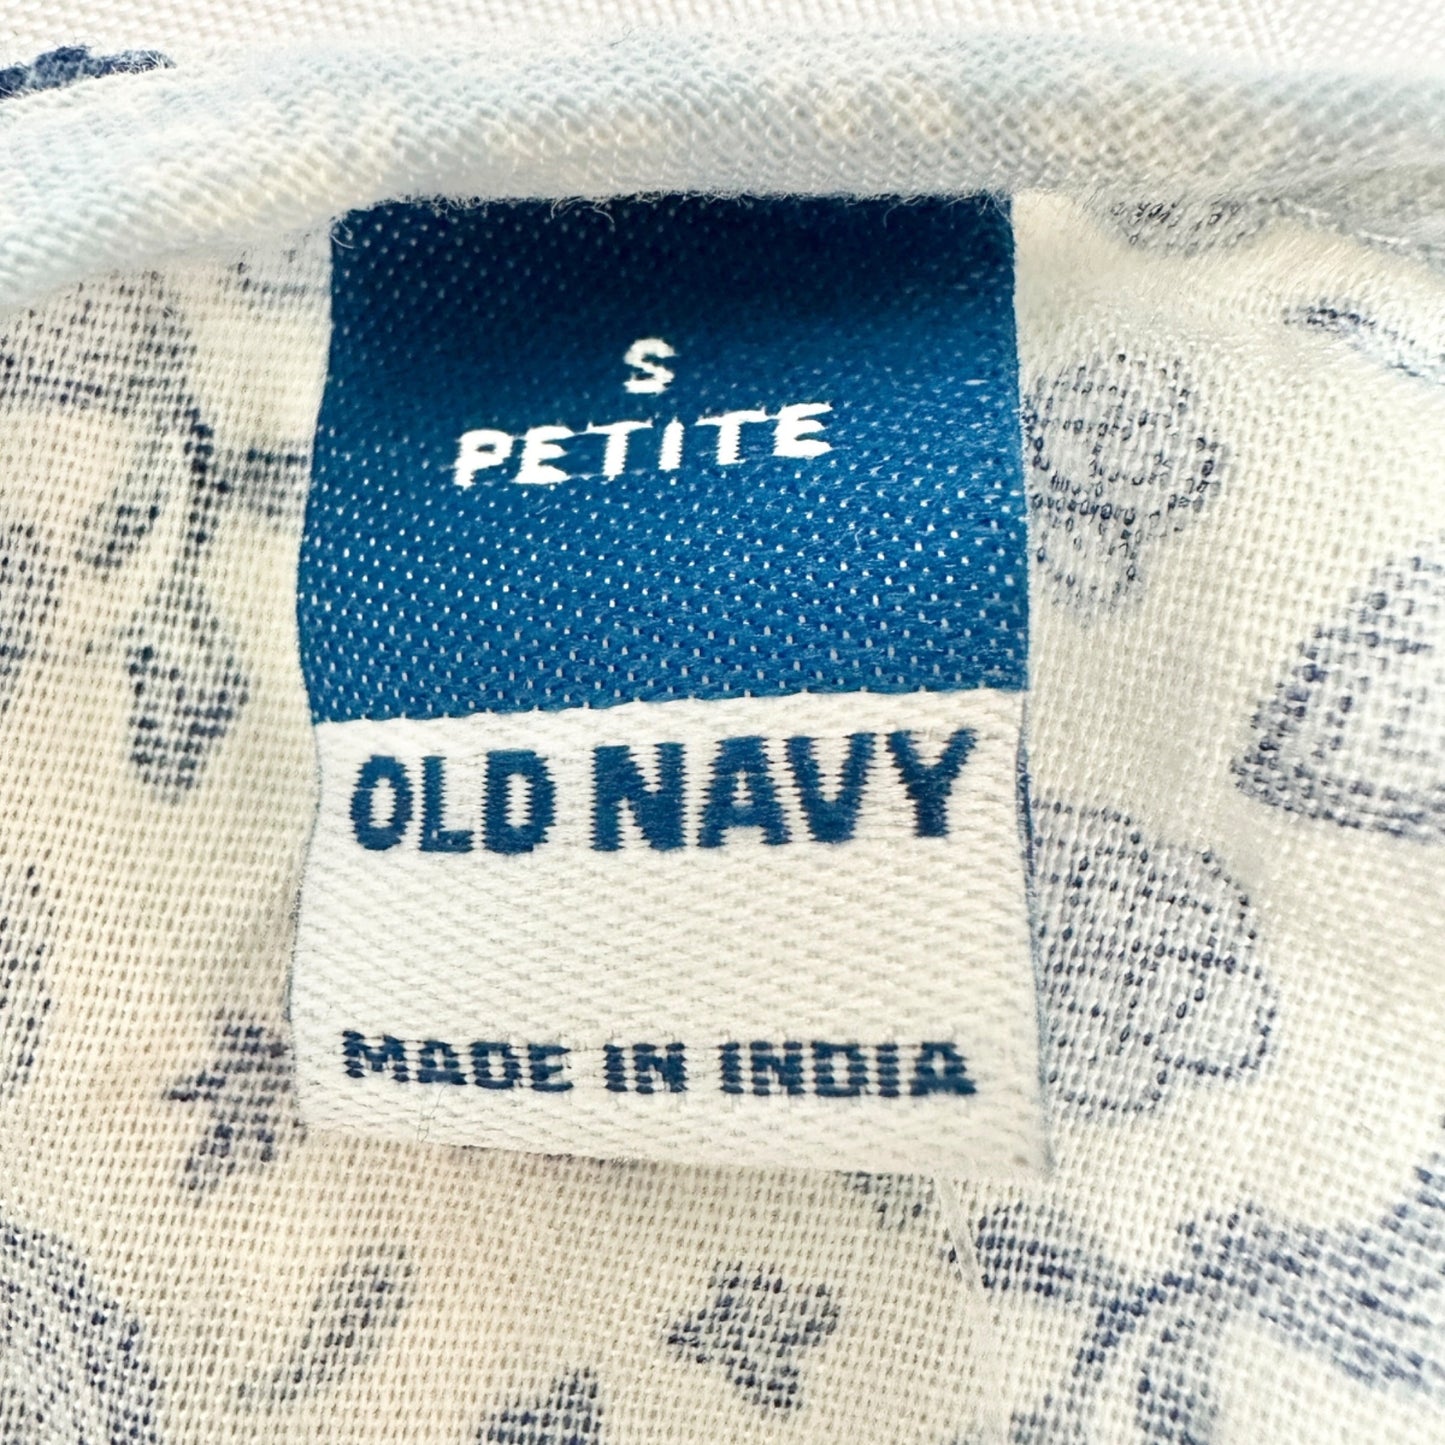 S
PETITE
OLD NAVY
MADE IN INDIA